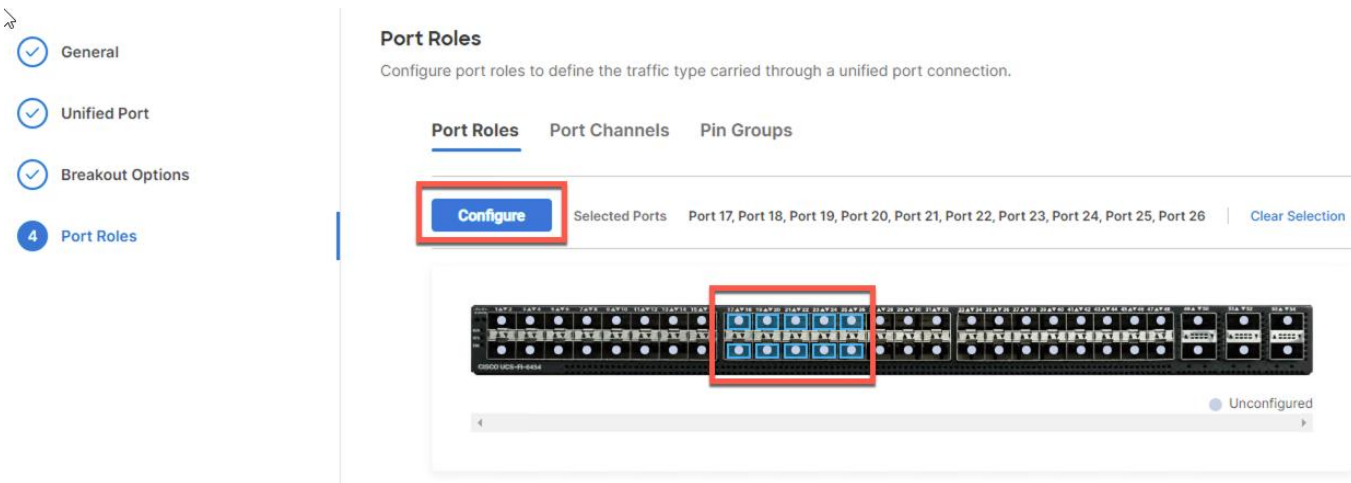 General
Unified Port
Breakout Options
4 Port Roles
Port Roles
Configure port roles to define the traffic type carried through a unified port connection.
Port Roles Port Channels Pin Groups
Configure Selected Ports Port 17, Port 18, Port 19, Port 20, Port 21, Port 22, Port 23, Port 24, Port 25, Port 26 Clear Selection
CISCO UCS-FI-6454
Unconfigured